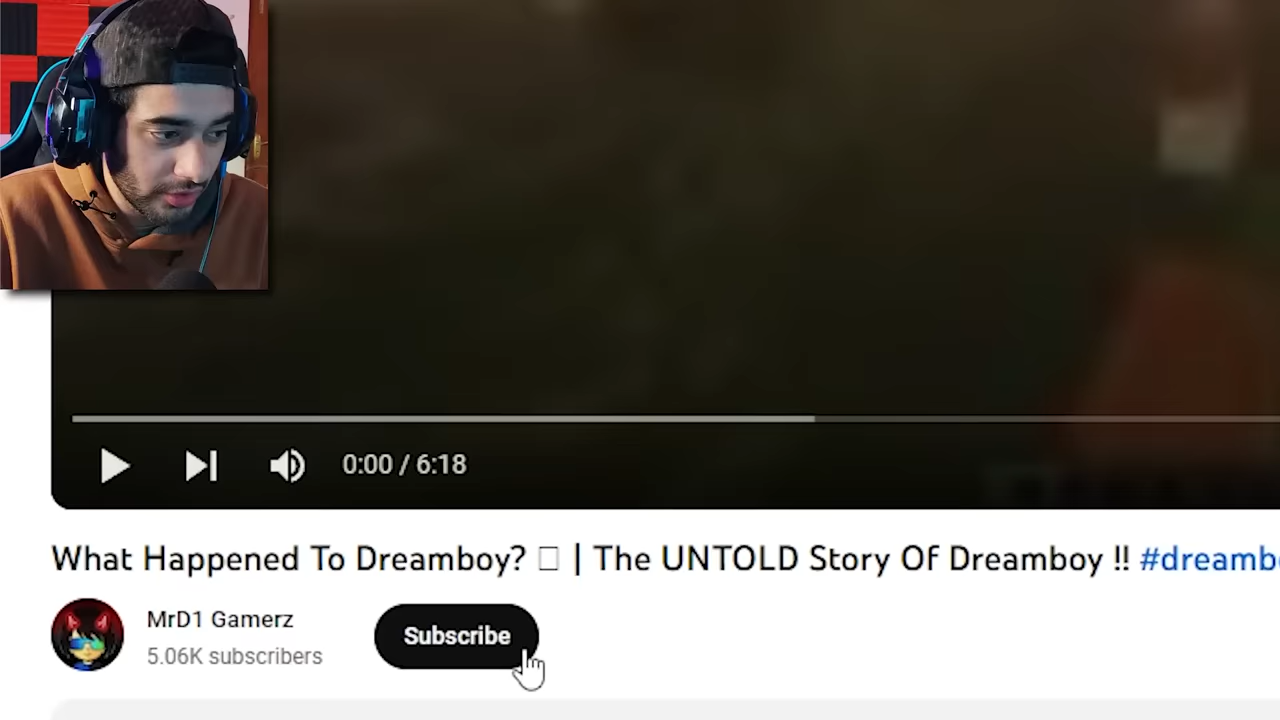 0:00 / 6:18
What Happened To Dreamboy? □ | The UNTOLD Story Of Dreamboy !! #dreambo
MrD1 Gamerz
5.06K subscribers
Subscribe